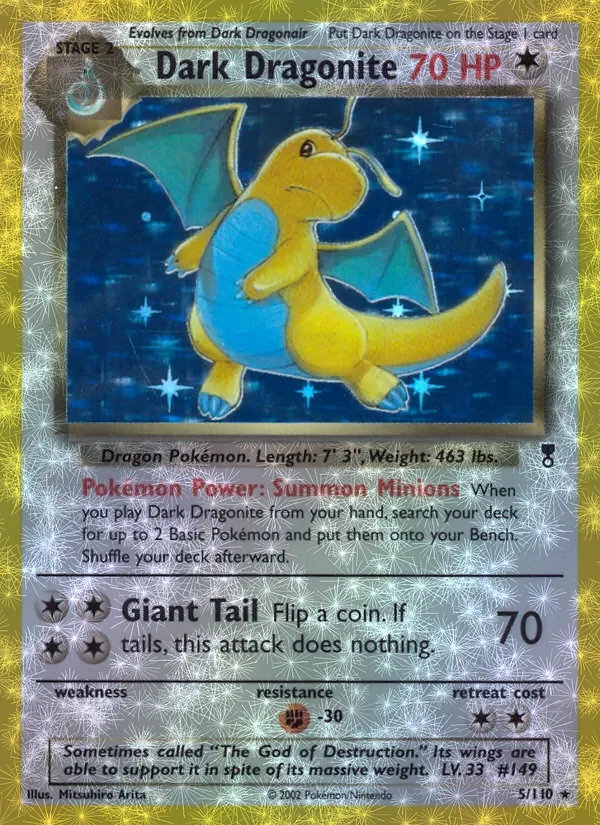 Evolves from Dark Dragonair Put Dark Dragonite on the Stage 1 card
STAGE 2
Dark Dragonite 70 HP
Dragon Pokémon. Length: 7' 3", Weight: 463 lbs.
Pokémon Power: Summon Minions When
you play Dark Dragonite from your hand, search your deck
for up to 2 Basic Pokémon and put them onto your Bench.
Shuffle your deck afterward.
Giant Tail Flip a coin. If
tails, this attack does nothing.
70
weakness resistance retreat cost
-30
Sometimes called "The God of Destruction." Its wings are
able to support it in spite of its massive weight. LV. 33 #149
Illus. Mitsuhiro Arita © 2002 Pokémon/Nintendo 5/110 ★